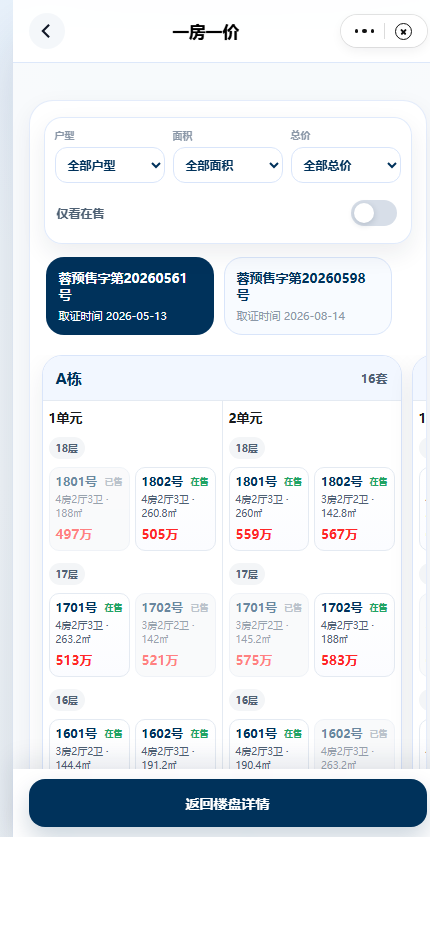 一房一价
户型
面积
总价
全部户型
全部面积
全部总价
仅看在售
蓉预售字第20260561
号
取证时间 2026-05-13
蓉预售字第20260598
号
取证时间 2026-08-14
A栋
16套
1单元
2单元
1
18层
18层
1801号 已售
4房2厅3卫 ·
188㎡
497万
1802号 在售
4房2厅3卫 ·
260.8㎡
505万
1801号 在售
4房2厅3卫 ·
260㎡
559万
1802号 在售
3房2厅2卫 ·
142.8㎡
567万
17层
17层
1701号 在售
4房2厅3卫 ·
263.2㎡
513万
1702号 已售
3房2厅2卫 ·
142㎡
521万
1701号 已售
3房2厅2卫 ·
145.2㎡
575万
1702号 在售
4房2厅3卫 ·
188㎡
583万
16层
16层
1601号 在售
3房2厅2卫 ·
144.4㎡
1602号 在售
4房2厅3卫 ·
191.2㎡
1601号 在售
4房2厅3卫 ·
190.4㎡
1602号 已售
4房2厅3卫 ·
263.2㎡
返回楼盘详情